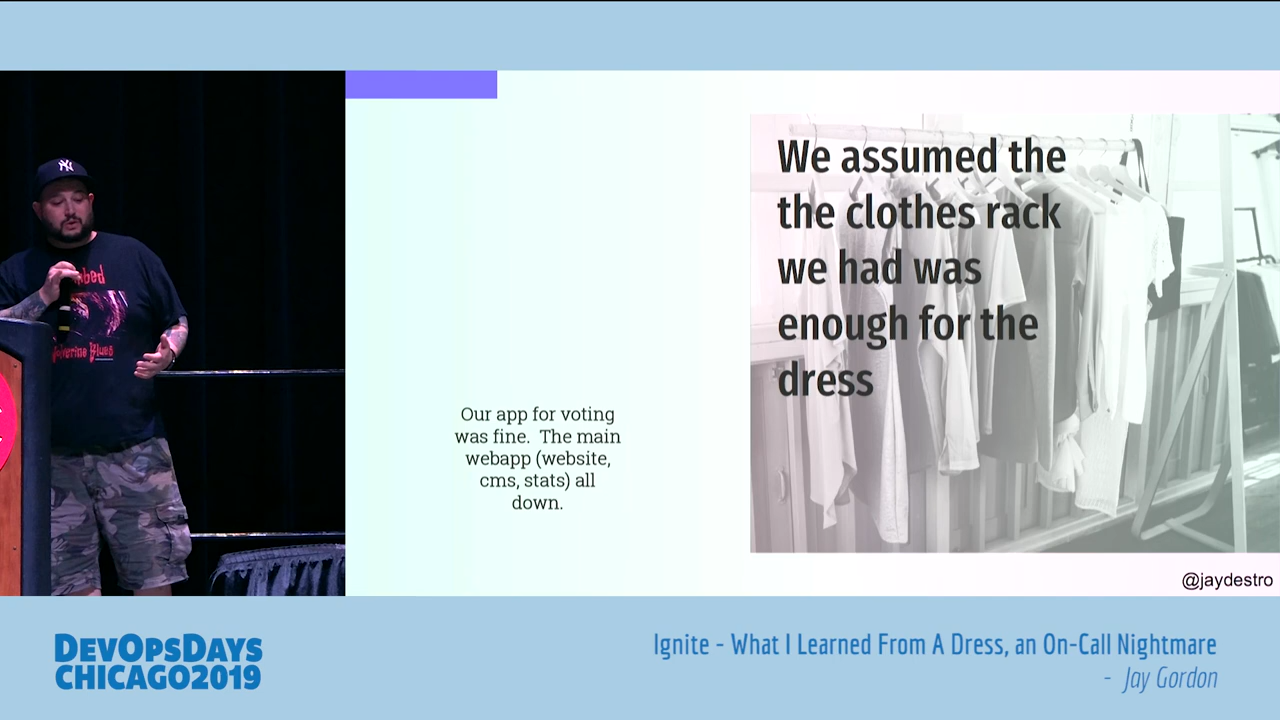 NY
We assumed the
the clothes rack
we had was
enough for the
dress
Our app for voting
was fine.  The main
webapp (website,
cms, stats) all
down.
@jaydestro
DEVOPSDAYS
CHICAGO2019
Ignite - What I Learned From A Dress, an On-Call Nightmare
- Jay Gordon